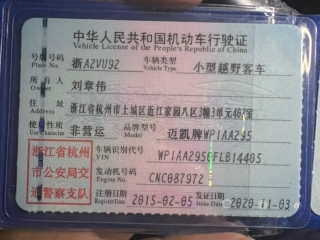 中华人民共和国机动车行驶证
Vehicle License of the People's Republic of China
号牌号码 浙A2VU92 车辆类型 小型越野客车
Plate No. Vehicle Type
所有人 刘章伟
Owner
住址 浙江省杭州市上城区近江家园八区3幢3单元402室
Address
使用性质 非营运 品牌型号 迈凯牌WP1AA295
Use Character Model
浙江省杭州市公安局交通警察支队
车辆识别代号 WP1AA2956FLB14405
VIN
发动机号码 CNC087972
Engine No.
注册日期 2015-02-05 发证日期 2020-11-03
Register Date Issue Date